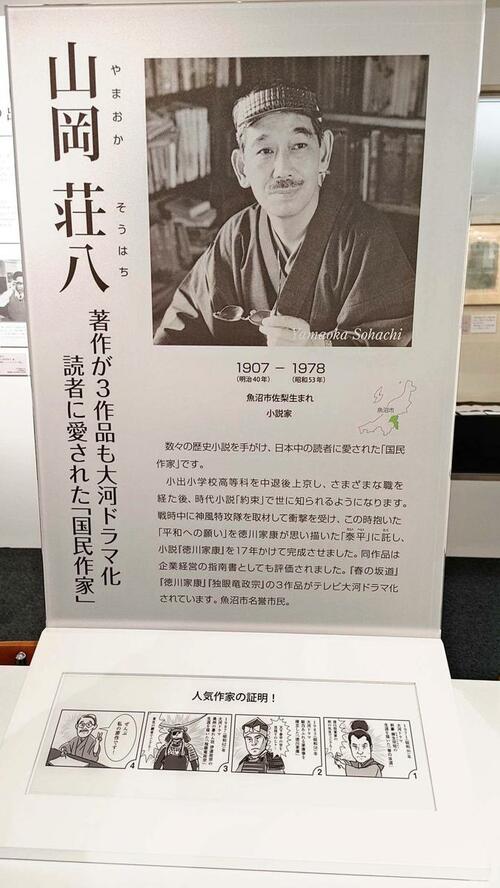 山岡 荘八
やまおか
そうはち
著作が3作品も大河ドラマ化
読者に愛された「国民作家」
Yamaoka Sohachi
1907 − 1978
(明治40年) (昭和53年)
魚沼市佐梨生まれ
小説家
魚沼市
数々の歴史小説を手がけ、日本中の読者に愛された「国民
作家」です。
小出小学校高等科を中退後上京し、さまざまな職を
経た後、時代小説「約束」で世に知られるようになります。
戦時中に神風特攻隊を取材して衝撃を受け、この時抱いた
「平和への願い」を徳川家康が思い描いた「泰平」に託し、
小説『徳川家康』を17年かけて完成させました。同作品は
企業経営の指南書としても評価されました。『春の坂道』
『徳川家康』『独眼竜政宗』の3作品がテレビ大河ドラマ化
されています。魚沼市名誉市民。
人気作家の証明！
1
2
3
ぜんぶ
私の原作です！
4